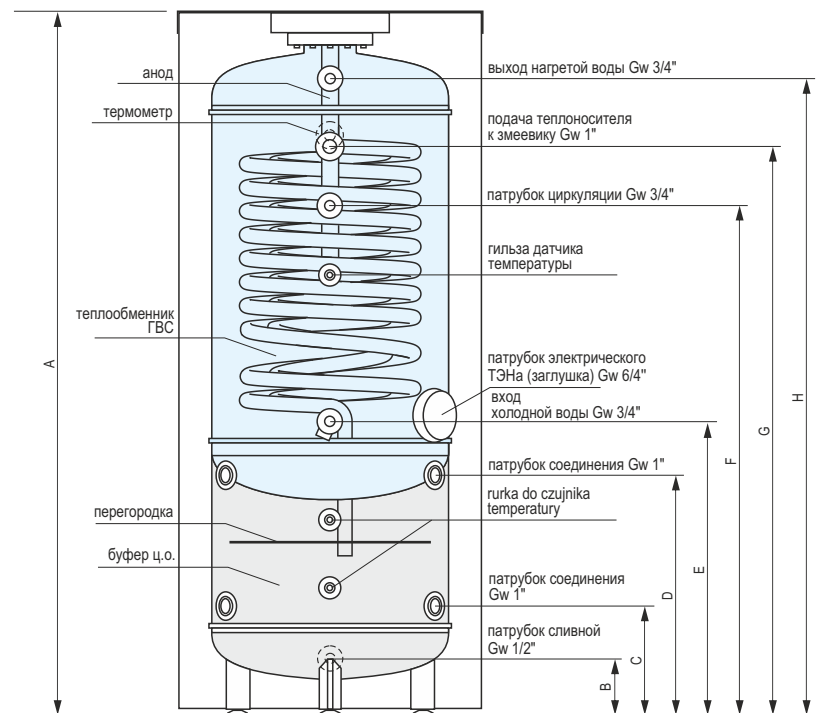 анод
термометр
теплообменник
ГВС
перегородка
буфер ц.о.
выход нагретой воды Gw 3/4"
подача теплоносителя
к змеевику Gw 1"
патрубок циркуляции Gw 3/4"
гильза датчика
температуры
патрубок электрического
ТЭНа (заглушка) Gw 6/4"
вход
холодной воды Gw 3/4"
патрубок соединения Gw 1"
rurka do czujnika
temperatury
патрубок соединения
Gw 1"
патрубок сливной
Gw 1/2"
A
B
C
D
E
F
G
H